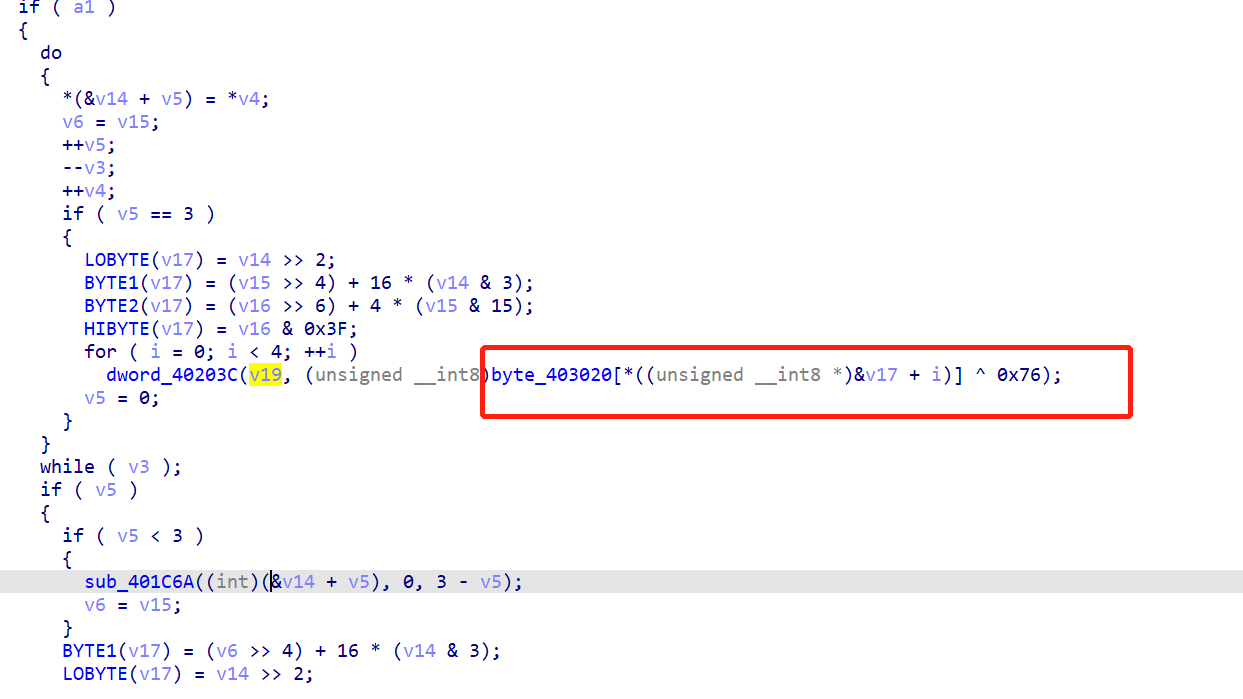 if ( a1 )
{
do
{
*(&v14 + v5) = *v4;
v6 = v15;
++v5;
--v3;
++v4;
if ( v5 == 3 )
{
LOBYTE(v17) = v14 >> 2;
BYTE1(v17) = (v15 >> 4) + 16 * (v14 & 3);
BYTE2(v17) = (v16 >> 6) + 4 * (v15 & 15);
HIBYTE(v17) = v16 & 0x3F;
for ( i = 0; i < 4; ++i )
dword_40203C(v19, (unsigned __int8)byte_403020[*((unsigned __int8 *)&v17 + i)] ^ 0x76);
v5 = 0;
}
}
while ( v3 );
if ( v5 )
{
if ( v5 < 3 )
{
sub_401C6A((int)(&v14 + v5), 0, 3 - v5);
v6 = v15;
}
BYTE1(v17) = (v6 >> 4) + 16 * (v14 & 3);
LOBYTE(v17) = v14 >> 2;